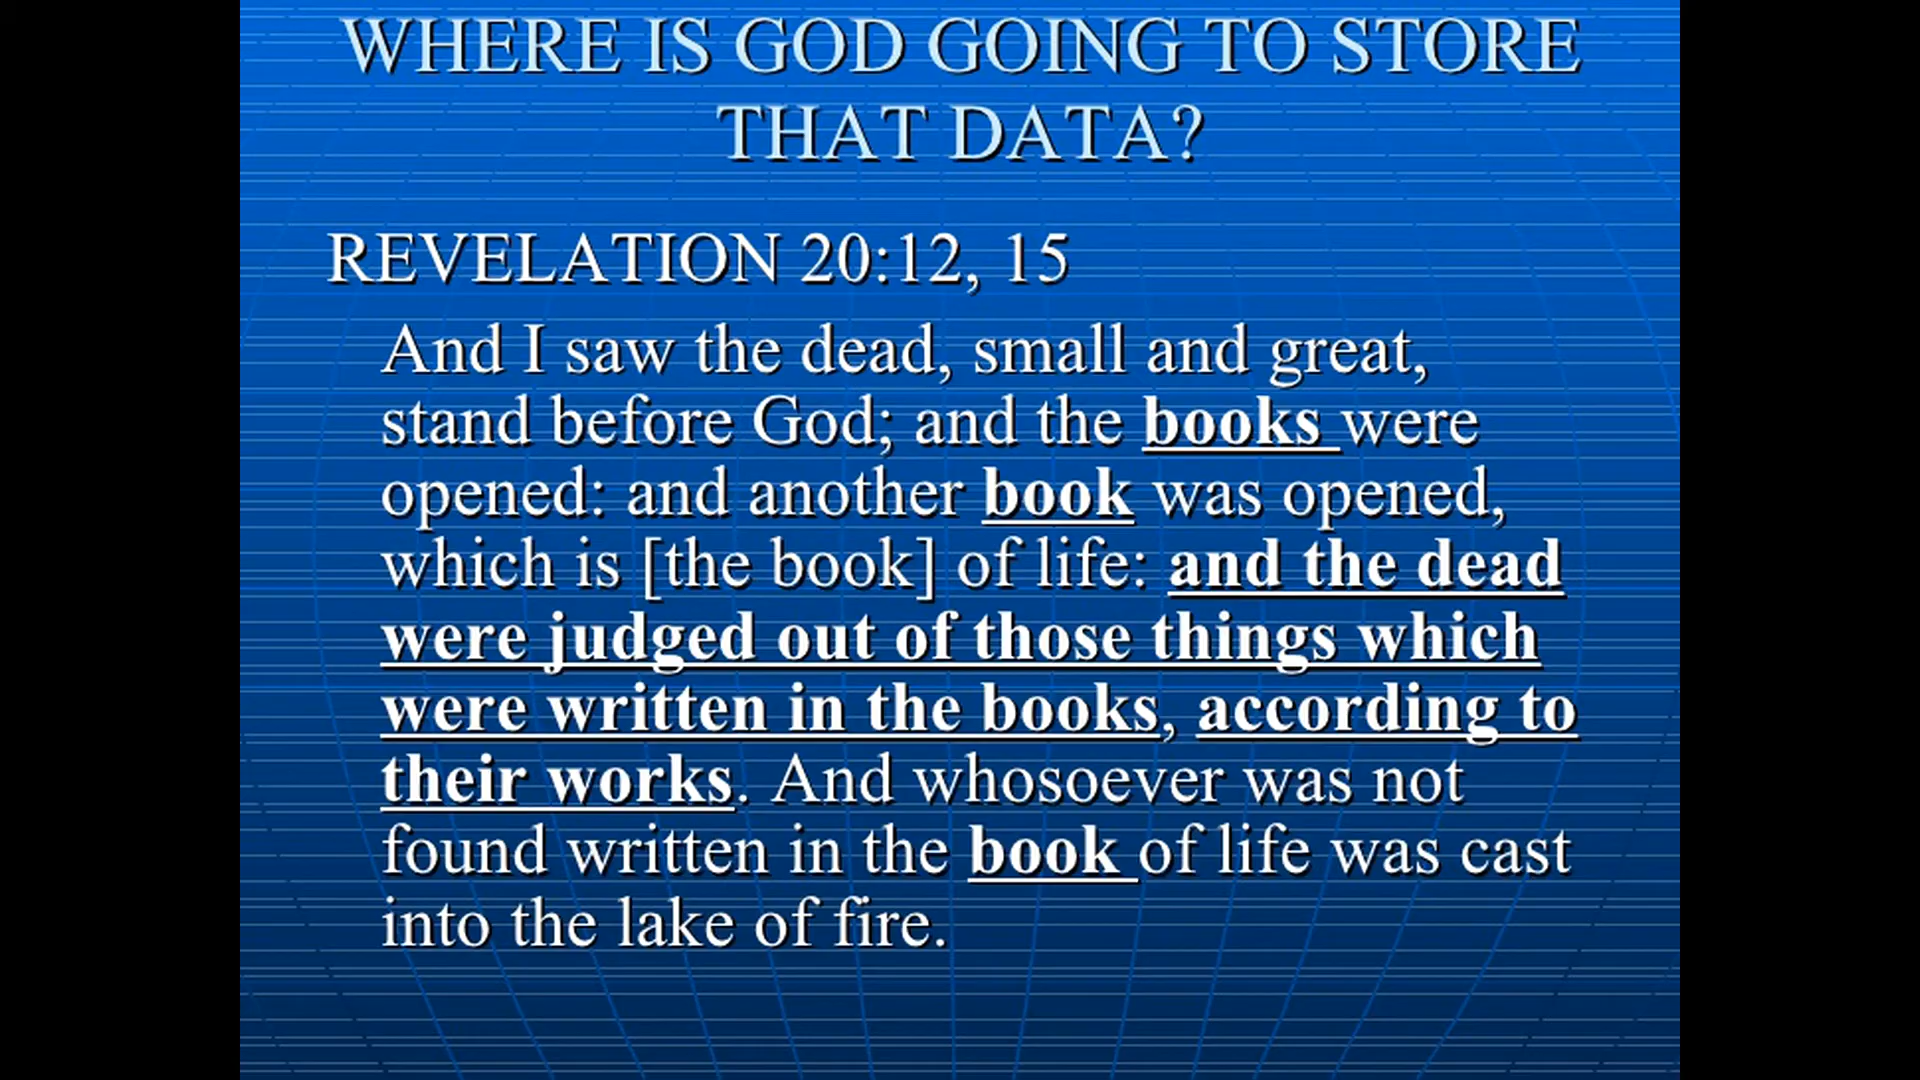 WHERE IS GOD GOING TO STORE
THAT DATA?
REVELATION 20:12, 15
And I saw the dead, small and great,
stand before God; and the books were
opened: and another book was opened,
which is [the book] of life: and the dead
were judged out of those things which
were written in the books, according to
their works. And whosoever was not
found written in the book of life was cast
into the lake of fire.